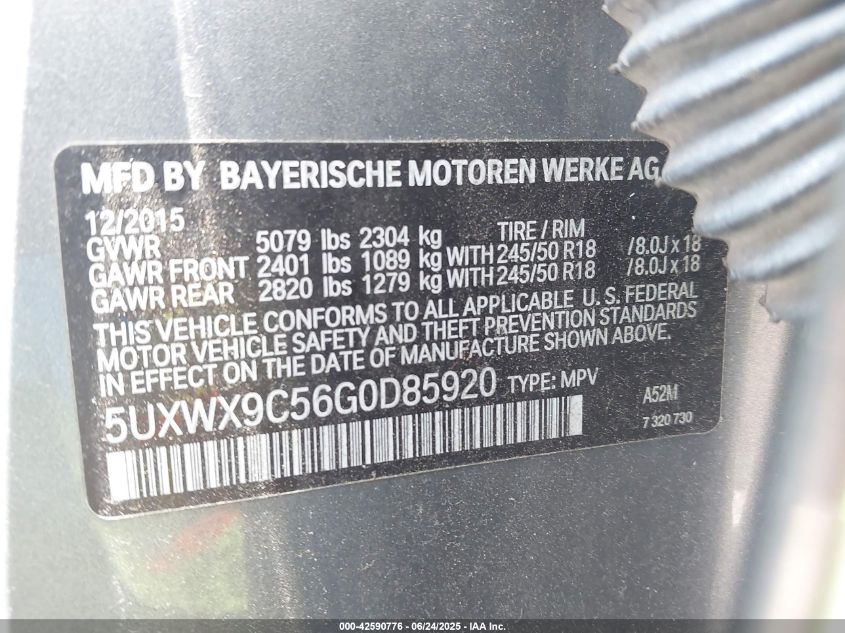 MFD BY BAYERISCHE MOTOREN WERKE AG
12/2015 TIRE / RIM
GVWR 5079 lbs 2304 kg
GAWR FRONT 2401 lbs 1089 kg WITH 245/50 R18 /8.0J x 18
GAWR REAR 2820 lbs 1279 kg WITH 245/50 R18 /8.0J x 18
THIS VEHICLE CONFORMS TO ALL APPLICABLE U.S. FEDERAL
MOTOR VEHICLE SAFETY AND THEFT PREVENTION STANDARDS
IN EFFECT ON THE DATE OF MANUFACTURE SHOWN ABOVE.
5UXWX9C56G0D85920 TYPE: MPV A52M
7 320 730
000-42590776 - 06/24/2025 - IAA Inc.